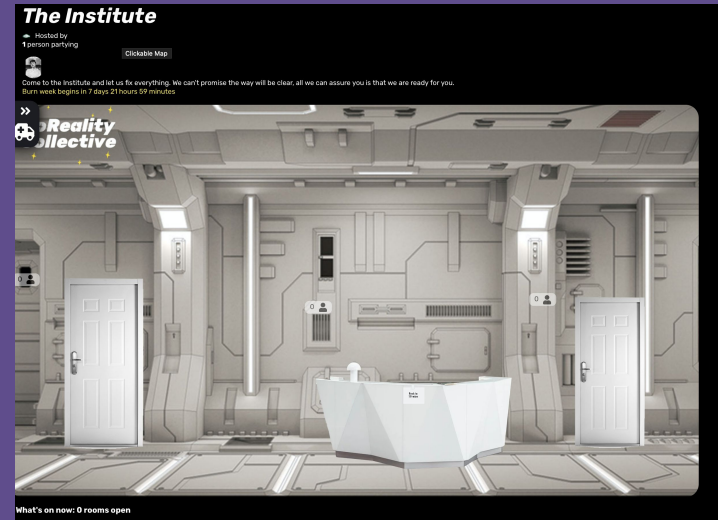 The Institute
Hosted by
1 person partying
Clickable Map
Come to the Institute and let us fix everything. We can't promise the way will be clear, all we can assure you is that we are ready for you.
Burn week begins in 7 days 21 hours 59 minutes
Reality
ollective
0
0
0
What's on now: 0 rooms open